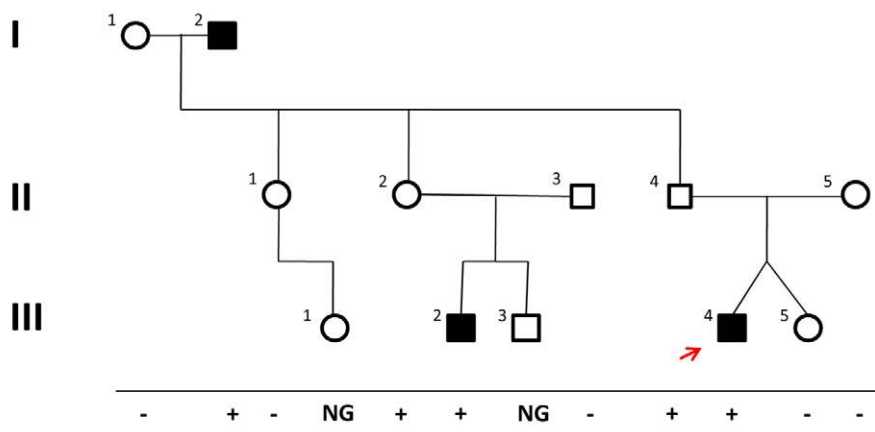 I 1 2
II 1 2 3 4 5
III 1 2 3 4 5
- + - NG + + NG - + + - -